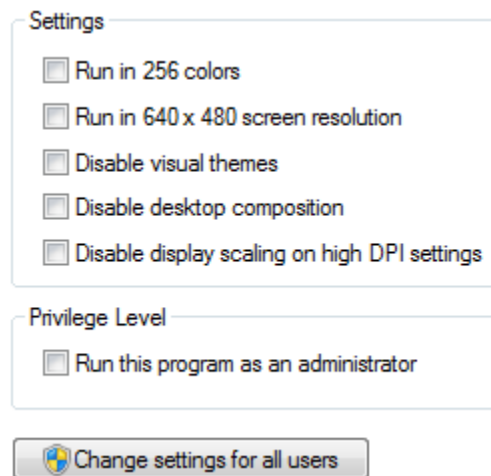 Settings
Run in 256 colors
Run in 640 x 480 screen resolution
Disable visual themes
Disable desktop composition
Disable display scaling on high DPI settings
Privilege Level
Run this program as an administrator
Change settings for all users